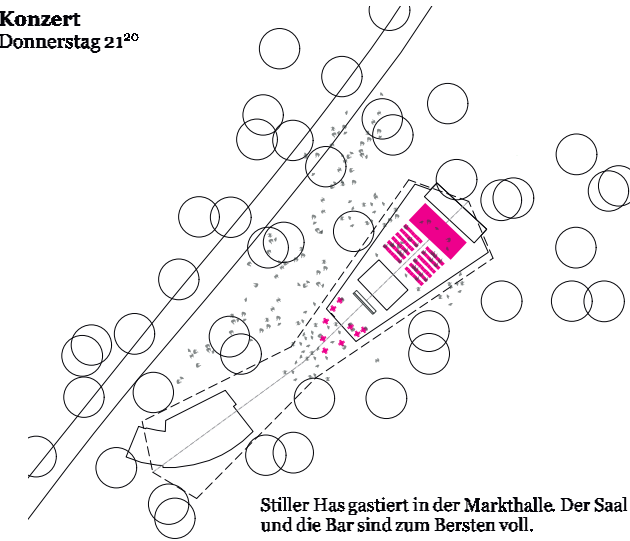 Konzert
Donnerstag 21²⁰
Stiller Has gastiert in der Markthalle. Der Saal
und die Bar sind zum Bersten voll.